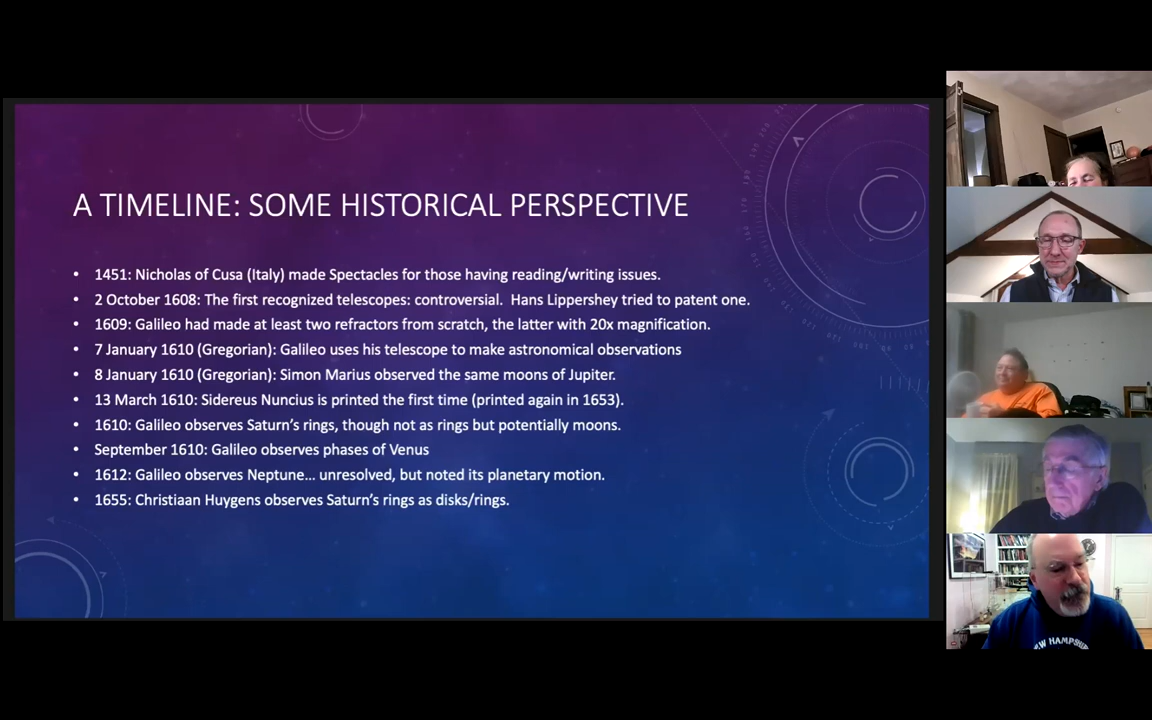 A TIMELINE: SOME HISTORICAL PERSPECTIVE
• 1451: Nicholas of Cusa (Italy) made Spectacles for those having reading/writing issues.
• 2 October 1608: The first recognized telescopes: controversial. Hans Lippershey tried to patent one.
• 1609: Galileo had made at least two refractors from scratch, the latter with 20x magnification.
• 7 January 1610 (Gregorian): Galileo uses his telescope to make astronomical observations
• 8 January 1610 (Gregorian): Simon Marius observed the same moons of Jupiter.
• 13 March 1610: Sidereus Nuncius is printed the first time (printed again in 1653).
• 1610: Galileo observes Saturn's rings, though not as rings but potentially moons.
• September 1610: Galileo observes phases of Venus
• 1612: Galileo observes Neptune... unresolved, but noted its planetary motion.
• 1655: Christiaan Huygens observes Saturn's rings as disks/rings.
EW HAMPSHIR